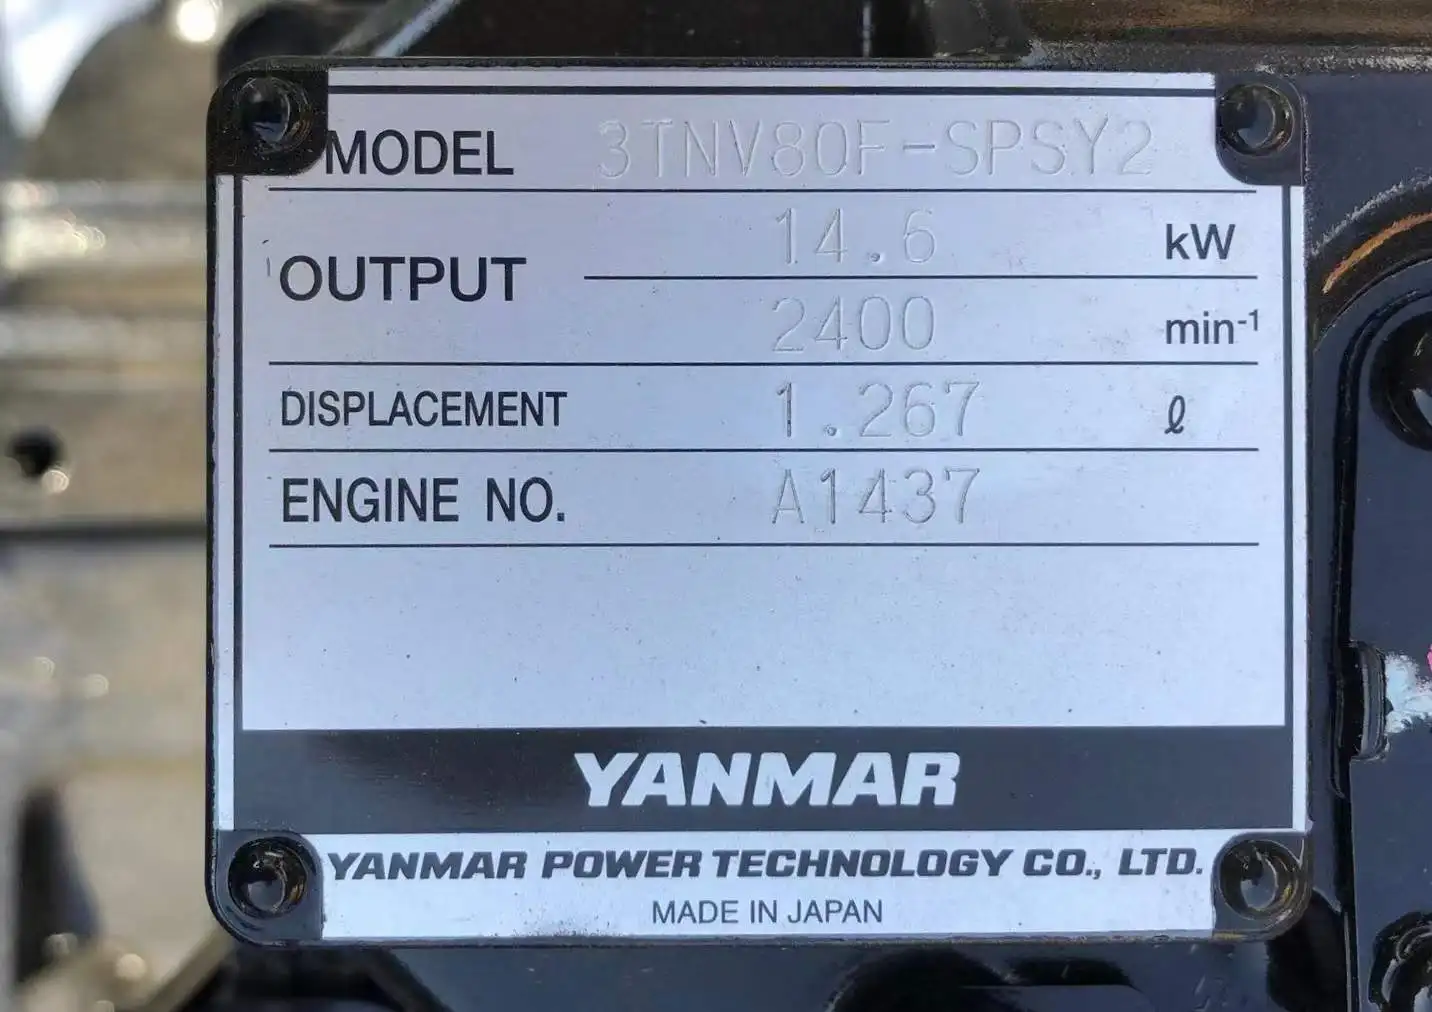 MODEL 3TNV80F-SPSY2
OUTPUT 14.6 kW
2400 min⁻¹
DISPLACEMENT 1.267 ℓ
ENGINE NO. A1437
YANMAR
YANMAR POWER TECHNOLOGY CO., LTD.
MADE IN JAPAN